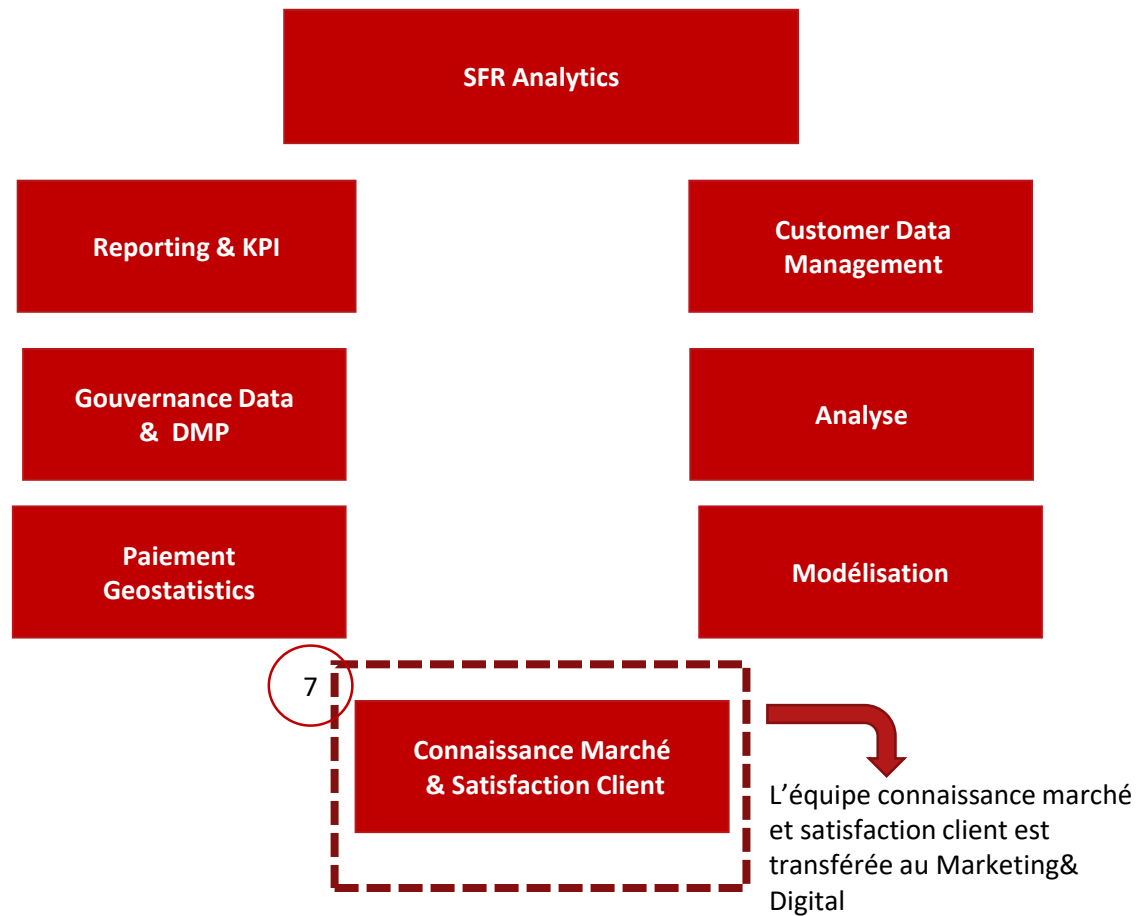 SFR Analytics
Reporting & KPI
Customer Data
Management
Gouvernance Data
& DMP
Analyse
Paiement
Geostatistics
Modélisation
7
Connaissance Marché
& Satisfaction Client
L’équipe connaissance marché
et satisfaction client est
transférée au Marketing&
Digital